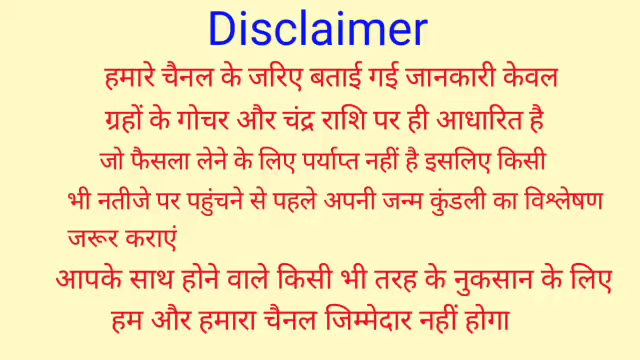 Disclaimer
हमारे चैनल के जरिए बताई गई जानकारी केवल
ग्रहों के गोचर और चंद्र राशि पर ही आधारित है
जो फैसला लेने के लिए पर्याप्त नहीं है इसलिए किसी
भी नतीजे पर पहुंचने से पहले अपनी जन्म कुंडली का विश्लेषण
जरूर कराएं
आपके साथ होने वाले किसी भी तरह के नुकसान के लिए
हम और हमारा चैनल जिम्मेदार नहीं होगा